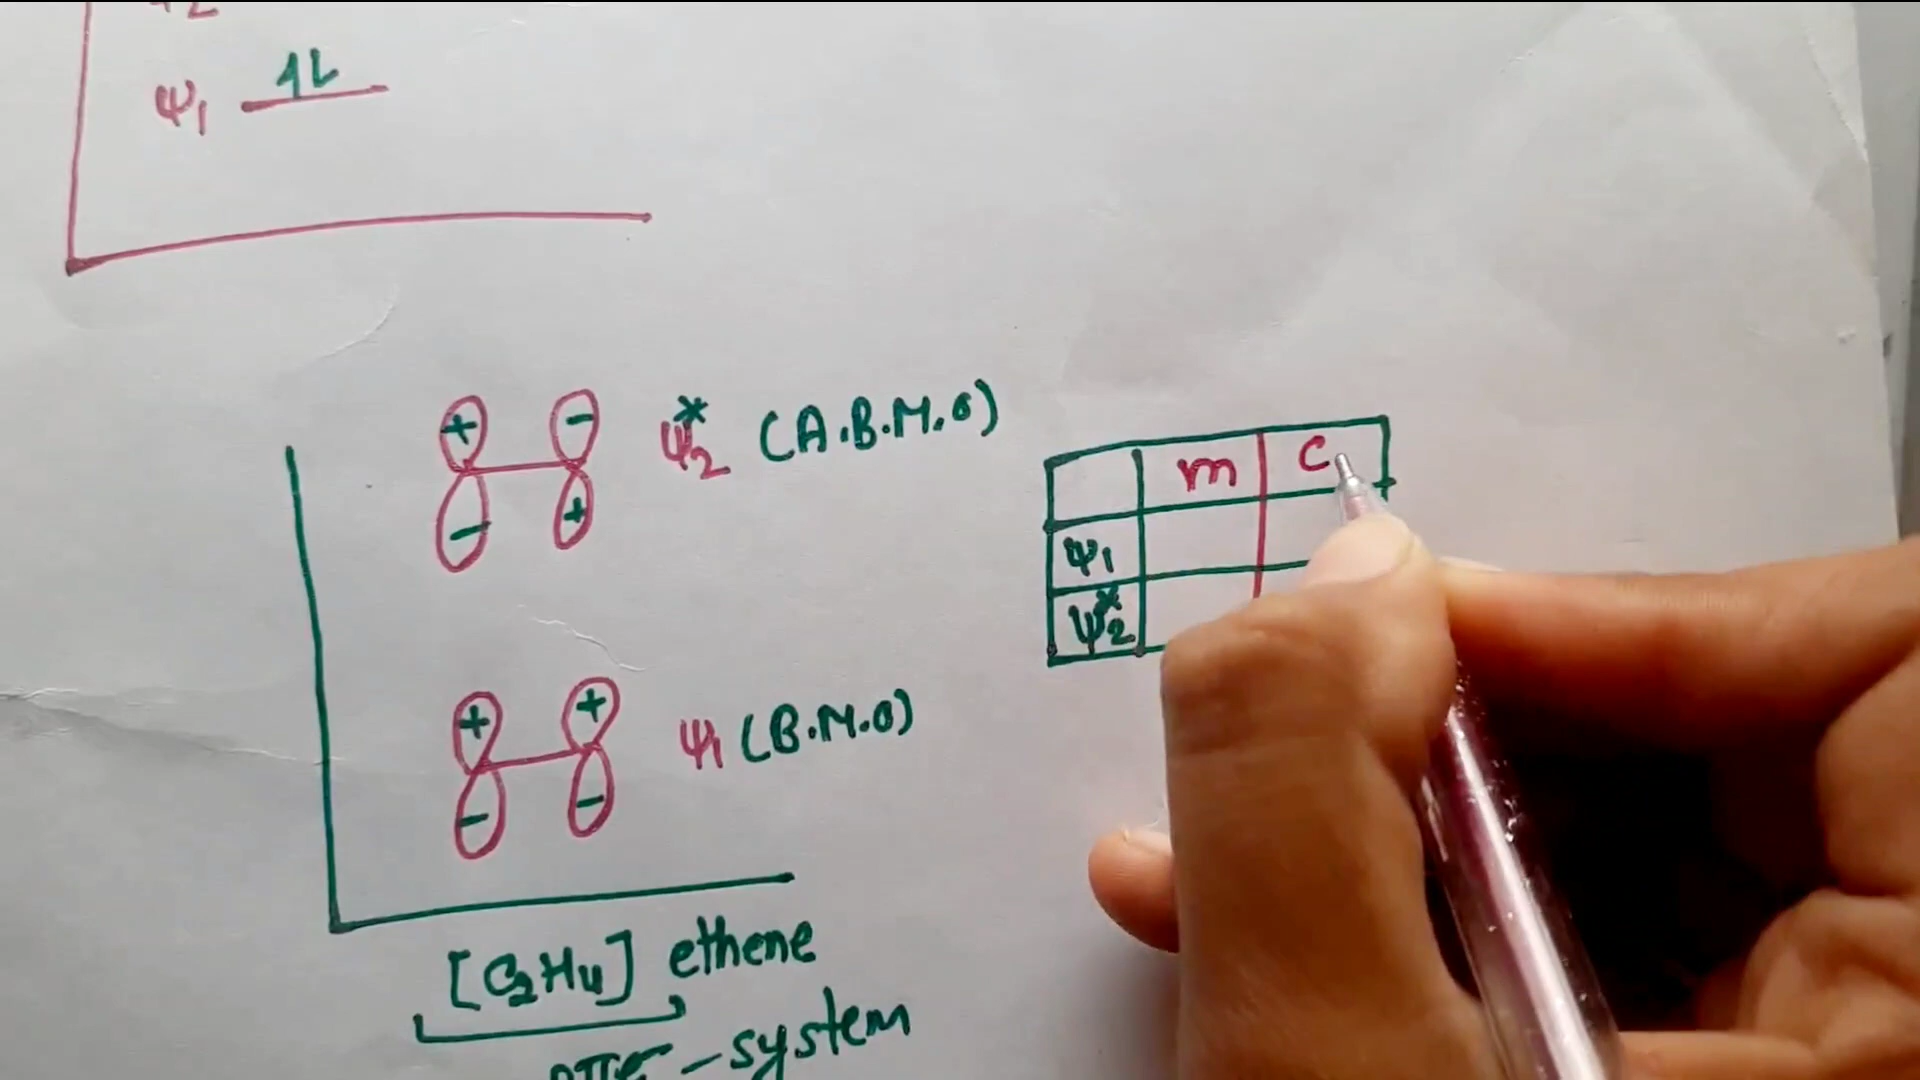 ψ₁ 1L
+ - ψ₂* (A.B.M.O)
- +
m C
ψ₁
ψ₂*
+ + ψ₁ (B.M.O)
- -
[C₂H₄] ethene
-system